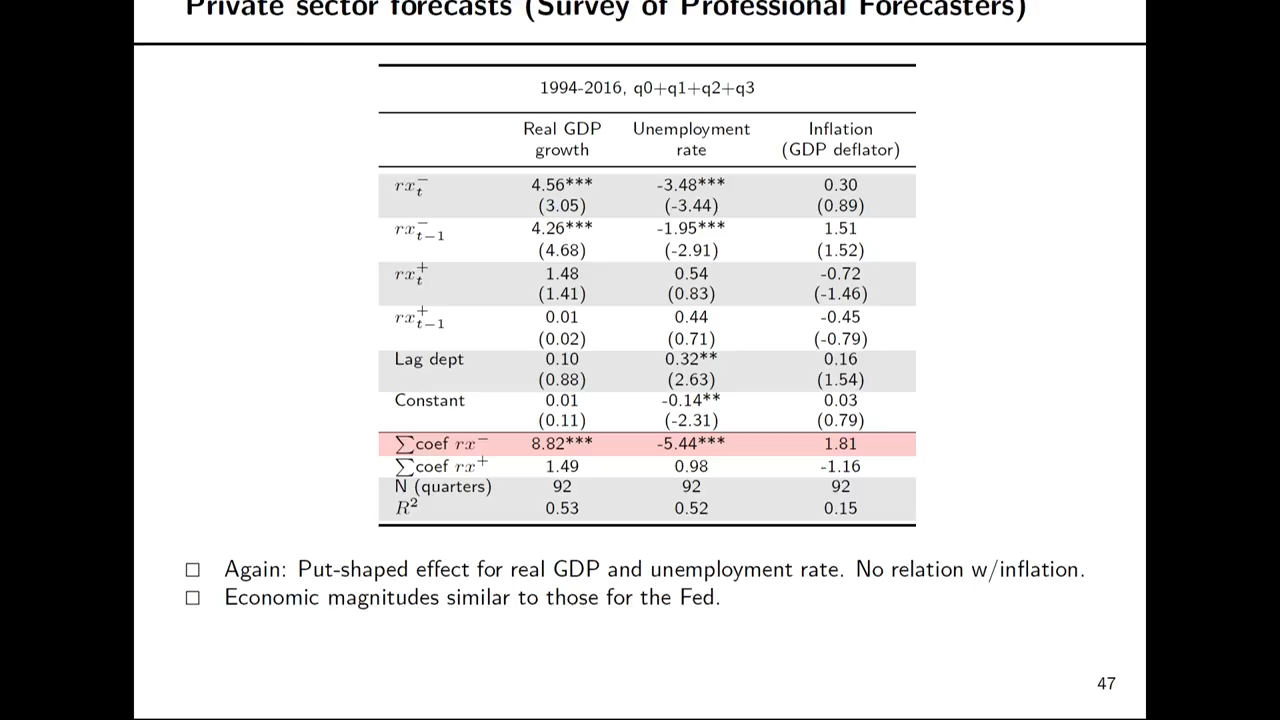 Private sector forecasts (Survey of Professional Forecasters)
1994-2016, q0+q1+q2+q3
Real GDP growth Unemployment rate Inflation (GDP deflator)
rx_t^− 4.56*** -3.48*** 0.30
(3.05) (-3.44) (0.89)
rx_{t−1}^− 4.26*** -1.95*** 1.51
(4.68) (-2.91) (1.52)
rx_t^+ 1.48 0.54 -0.72
(1.41) (0.83) (-1.46)
rx_{t−1}^+ 0.01 0.44 -0.45
(0.02) (0.71) (-0.79)
Lag dept 0.10 0.32** 0.16
(0.88) (2.63) (1.54)
Constant 0.01 -0.14** 0.03
(0.11) (-2.31) (0.79)
∑coef rx^− 8.82*** -5.44*** 1.81
∑coef rx^+ 1.49 0.98 -1.16
N (quarters) 92 92 92
R^2 0.53 0.52 0.15
□ Again: Put-shaped effect for real GDP and unemployment rate. No relation w/inflation.
□ Economic magnitudes similar to those for the Fed.
47